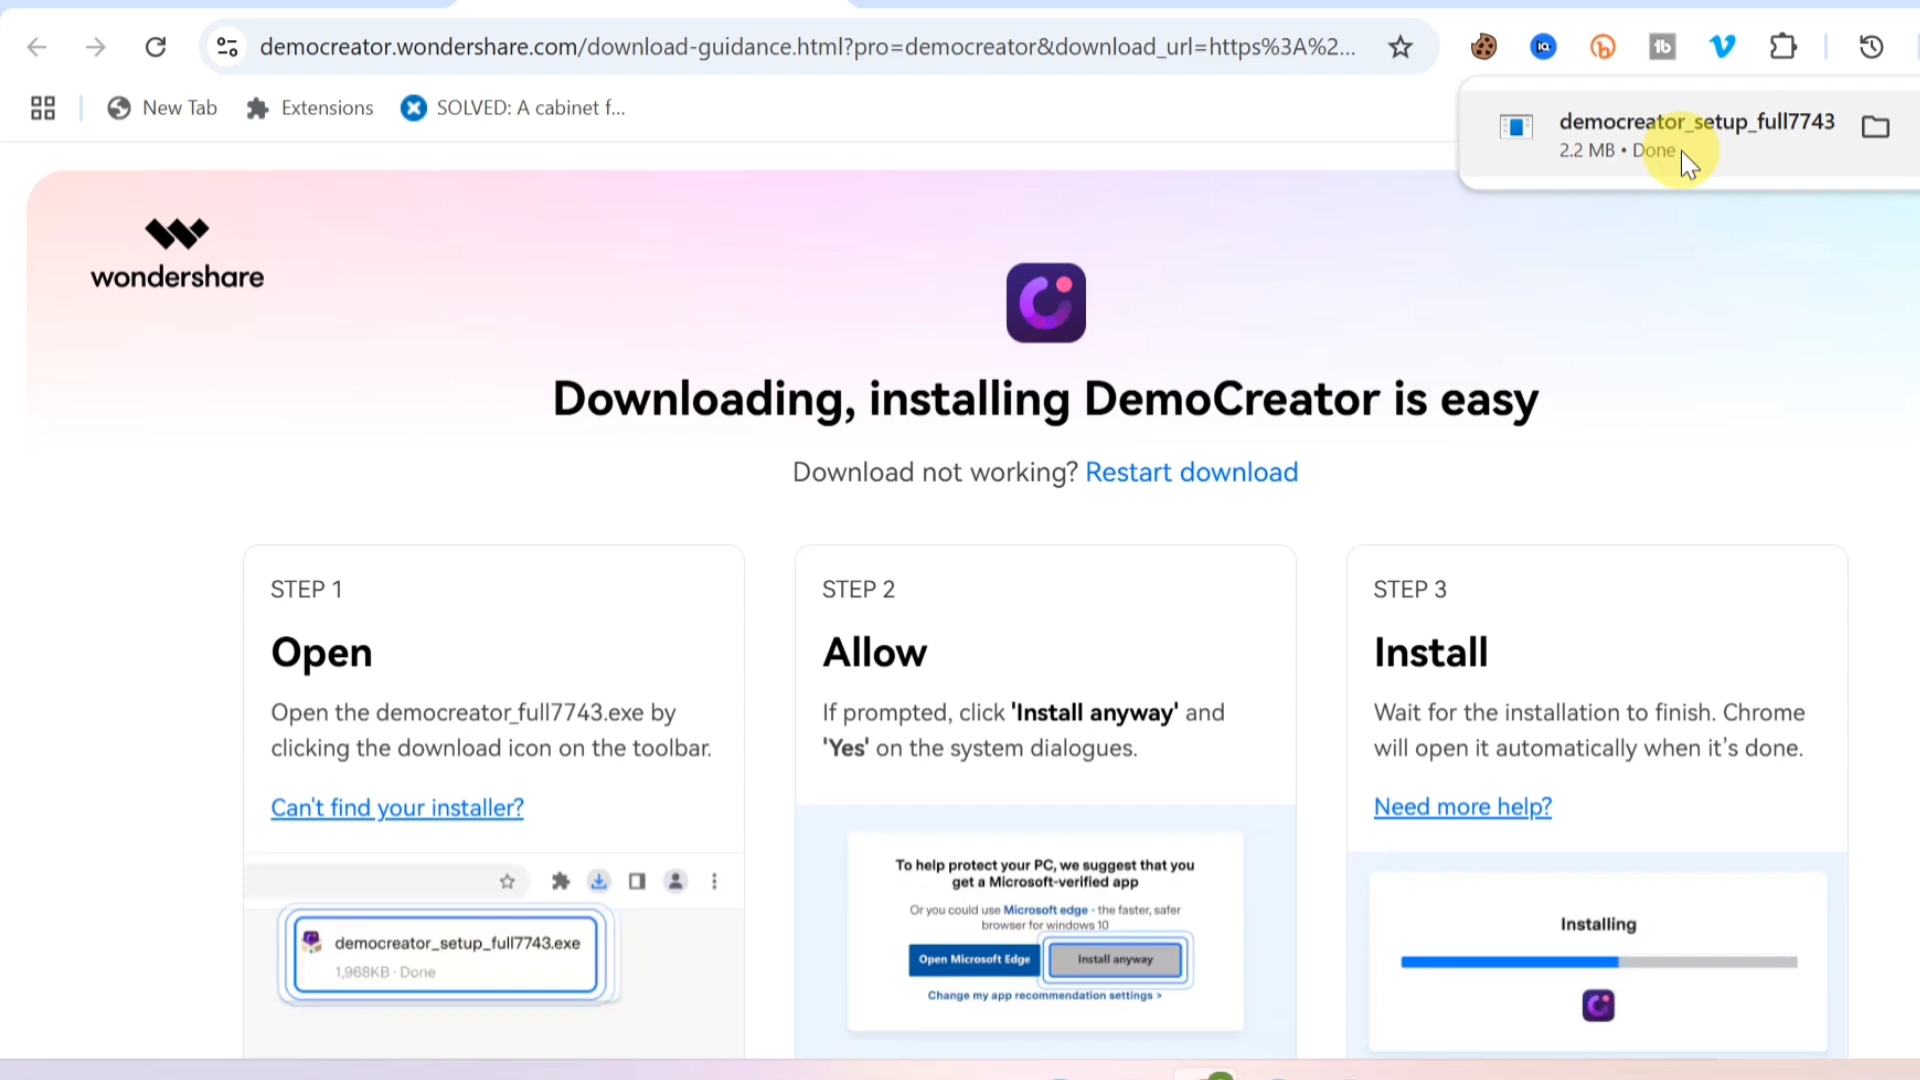 democreator.wondershare.com/download-guidance.html?pro=democreator&download_url=https%3A%2...
New Tab
Extensions
SOLVED: A cabinet f...
democreator_setup_full7743
2.2 MB • Done
wondershare
Downloading, installing DemoCreator is easy
Download not working? Restart download
STEP 1
Open
Open the democreator_full7743.exe by
clicking the download icon on the toolbar.
Can't find your installer?
democreator_setup_full7743.exe
1,968KB · Done
STEP 2
Allow
If prompted, click 'Install anyway' and
'Yes' on the system dialogues.
To help protect your PC, we suggest that you
get a Microsoft-verified app
Or you could use Microsoft edge - the faster, safer
browser for windows 10
Open Microsoft Edge
Install anyway
Change my app recommendation settings >
STEP 3
Install
Wait for the installation to finish. Chrome
will open it automatically when it’s done.
Need more help?
Installing